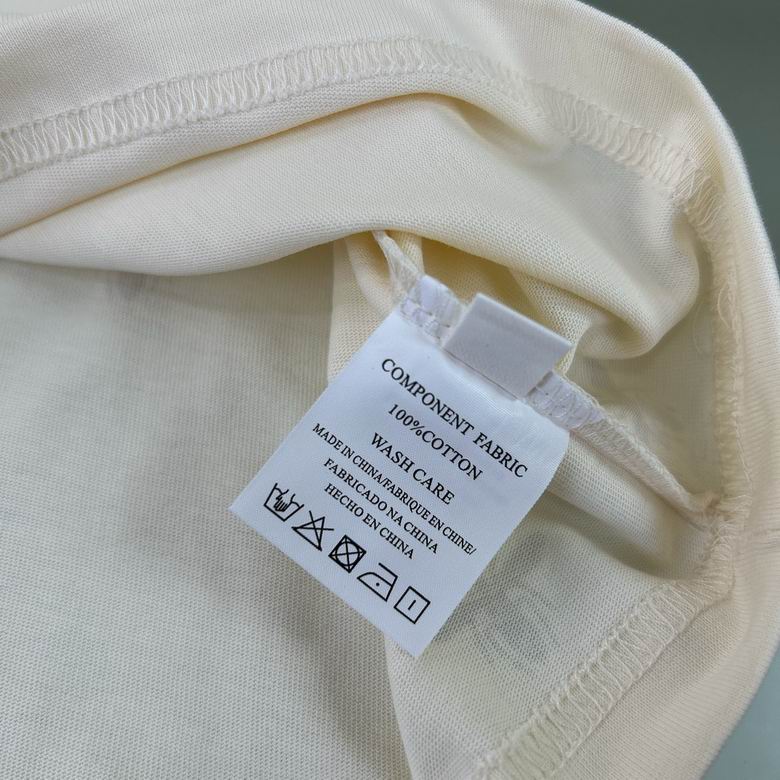 COMPONENT FABRIC
100%COTTON
WASH CARE
MADE IN CHINA/FABRIQUE EN CHINE/
FABRICADO NA CHINA
HECHO EN CHINA